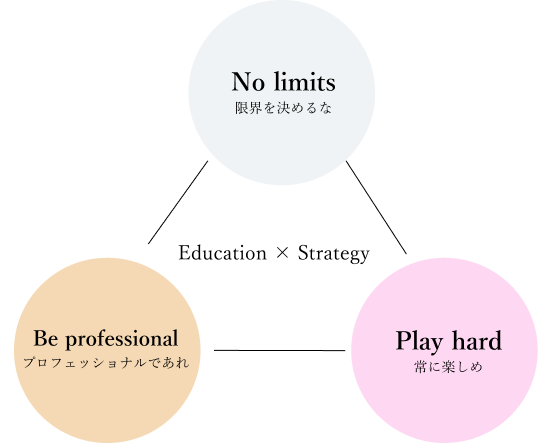 No limits
限界を決めるな
Education × Strategy
Be professional
プロフェッショナルであれ
Play hard
常に楽しめ